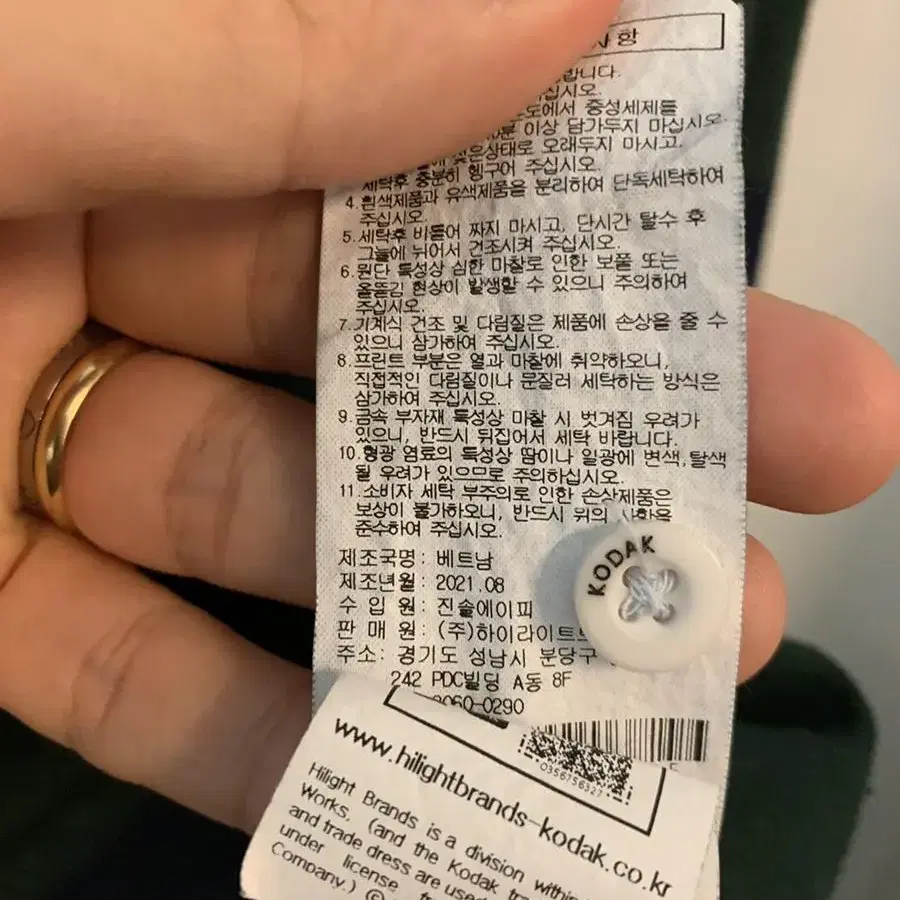 사항
랍니다.
십시오.
도에서 중성세제를
이상 담가두지 마십시오.
젖은상태로 오래두지 마시고,
세탁후 충분히 헹구어 주십시오.
4.흰색제품과 유색제품을 분리하여 단독세탁하여
주십시오.
5.세탁후 비틀어 짜지 마시고, 단시간 탈수 후
그늘에 뉘어서 건조시켜 주십시오.
6.원단 특성상 심한 마찰로 인한 보풀 또는
올뜯김 현상이 발생할 수 있으니 주의하여
주십시오.
7.기계식 건조 및 다림질은 제품에 손상을 줄 수
있으니 삼가하여 주십시오.
8.프린트 부분은 열과 마찰에 취약하오니,
직접적인 다림질이나 문질러 세탁하는 방식은
삼가하여 주십시오.
9.금속 부자재 특성상 마찰 시 벗겨짐 우려가
있으니, 반드시 뒤집어서 세탁 바랍니다.
10.형광 염료의 특성상 땀이나 일광에 변색,탈색
될 우려가 있으므로 주의하십시오.
11.소비자 세탁 부주의로 인한 손상제품은
보상이 불가하오니, 반드시 위의 사항을
준수하여 주십시오.
제조국명: 베트남
제조년월: 2021.08
수 입 원: 진솔에이피
판 매 원: (주)하이라이트브
주소: 경기도 성남시 분당구
242 PDC빌딩 A동 8F
0060-0290
KODAK
0356756327
www.hilightbrands-kodak.co.kr
Hilight Brands is a division within
Works. (and the Kodak tra
and trade dress are used
under license fr
Company.) ©